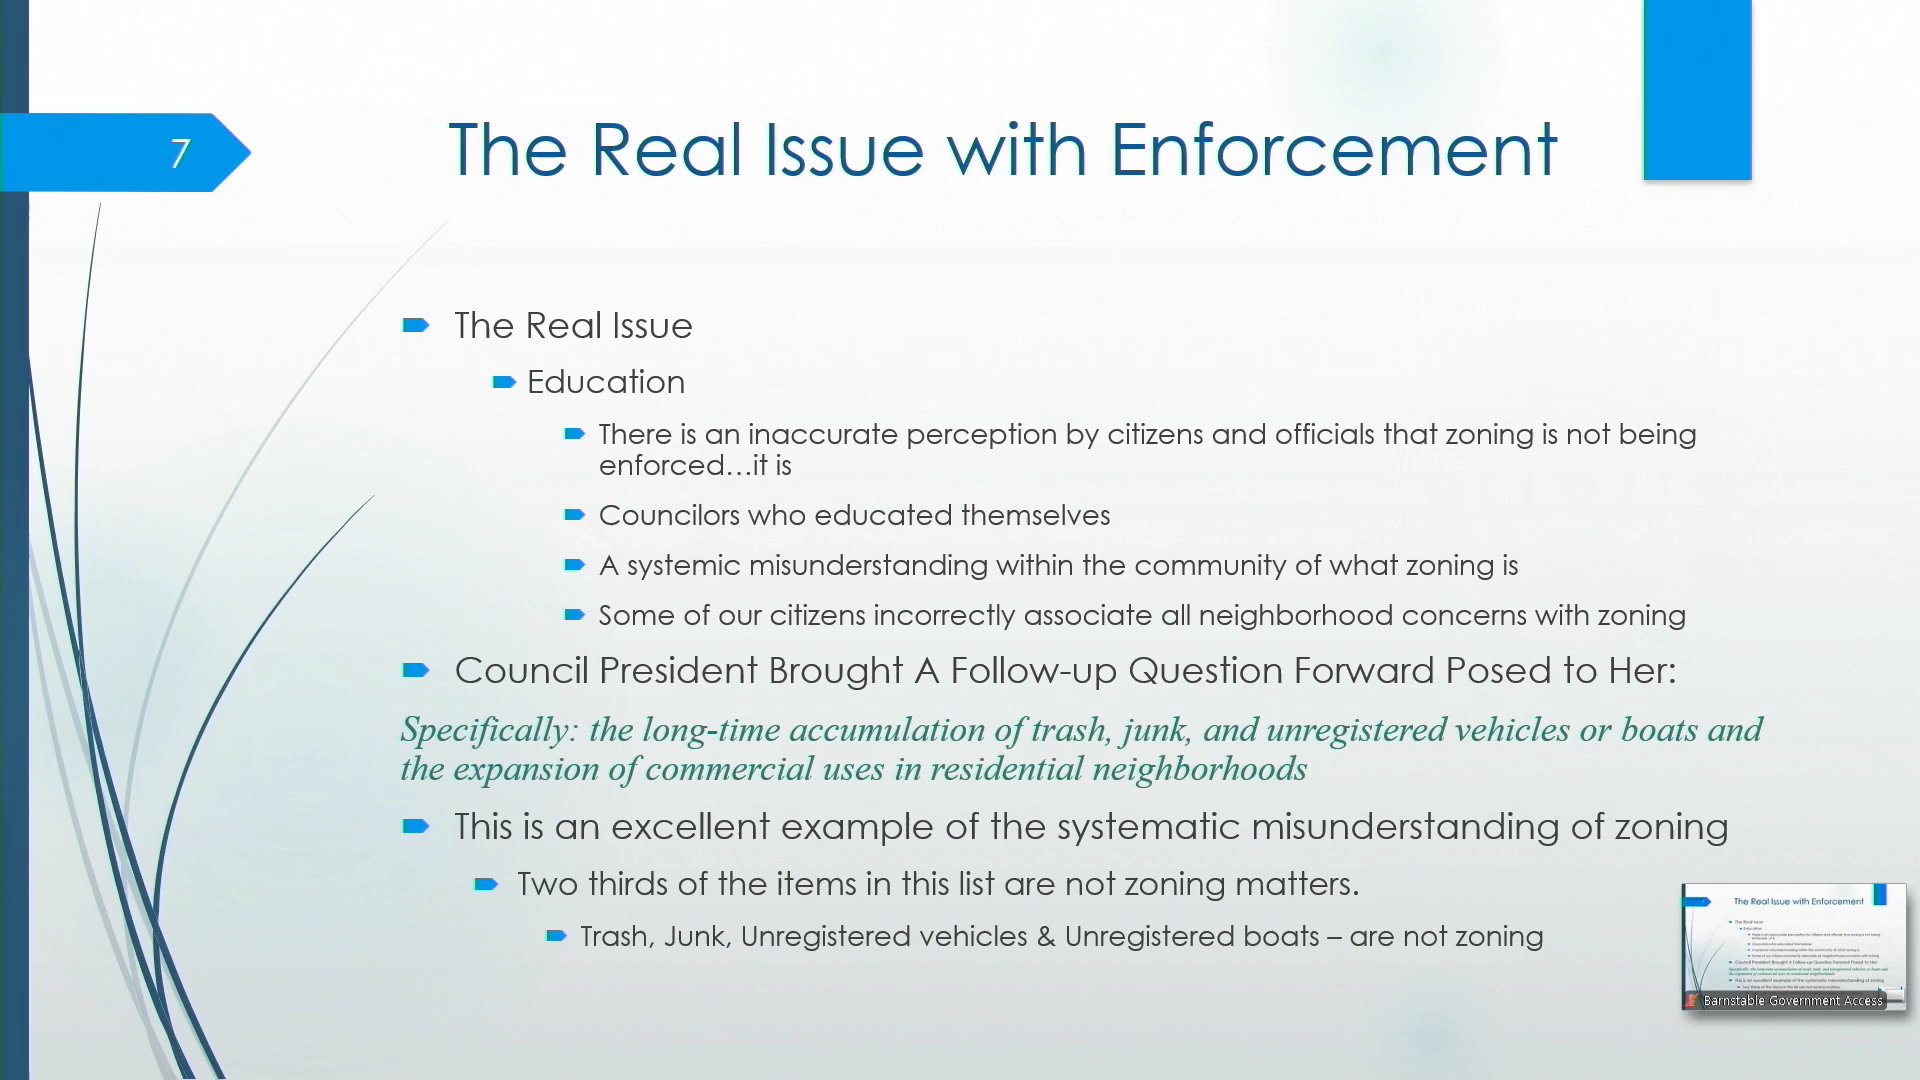 7
The Real Issue with Enforcement
The Real Issue
Education
There is an inaccurate perception by citizens and officials that zoning is not being
enforced…it is
Councilors who educated themselves
A systemic misunderstanding within the community of what zoning is
Some of our citizens incorrectly associate all neighborhood concerns with zoning
Council President Brought A Follow-up Question Forward Posed to Her:
Specifically: the long-time accumulation of trash, junk, and unregistered vehicles or boats and
the expansion of commercial uses in residential neighborhoods
This is an excellent example of the systematic misunderstanding of zoning
Two thirds of the items in this list are not zoning matters.
Trash, Junk, Unregistered vehicles & Unregistered boats – are not zoning
The Real Issue with Enforcement
Barnstable Government Access